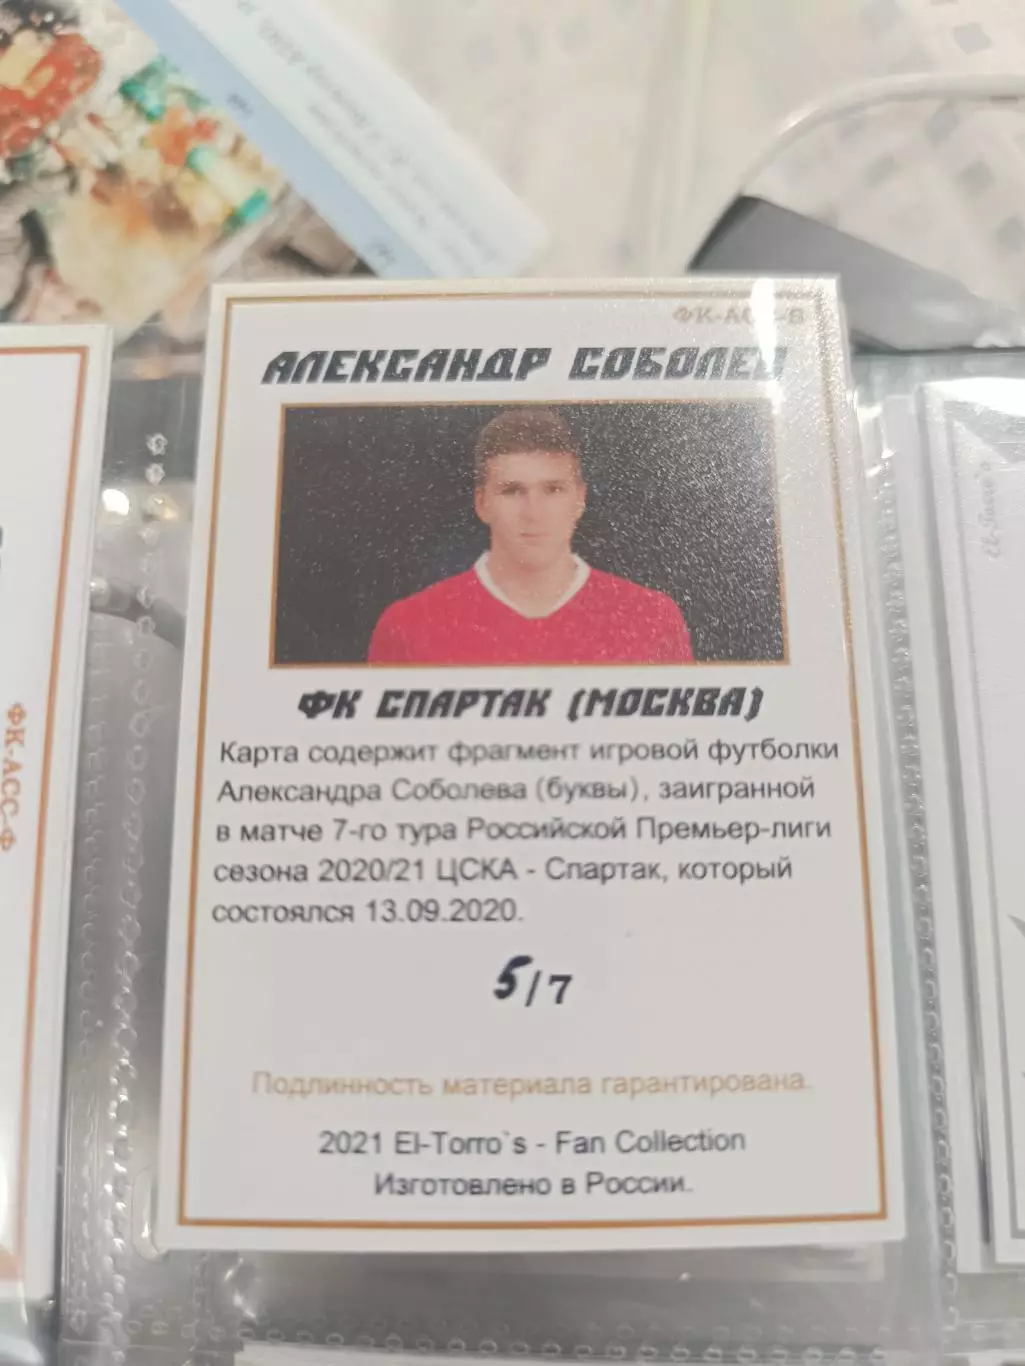 АЛЕКСАНДР СОБОЛЕВ
ФК СПАРТАК (МОСКВА)
Карта содержит фрагмент игровой футболки
Александра Соболева (буквы), заигранной
в матче 7-го тура Российской Премьер-лиги
сезона 2020/21 ЦСКА - Спартак, который
состоялся 13.09.2020.
5/7
Подлинность материала гарантирована.
2021 El-Torro`s - Fan Collection
Изготовлено в России.
ФК-АСС-Ф